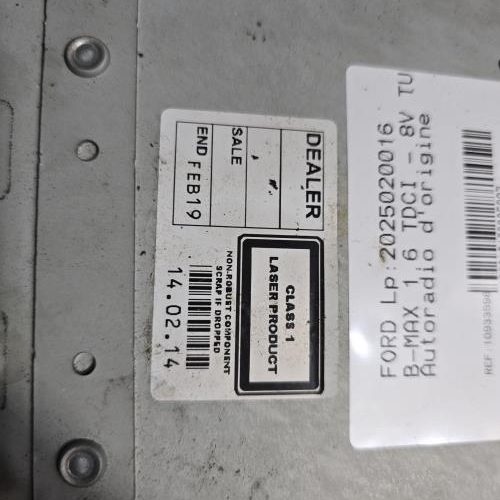 DEALER
SALE
END FEB19
CLASS 1
LASER PRODUCT
NON-ROBUST COMPONENT
SCRAP IF DROPPED
14.02.14
FORD Lp:2025020016
B-MAX 1.6 TDCI - 8V TU
Autoradio d'origine